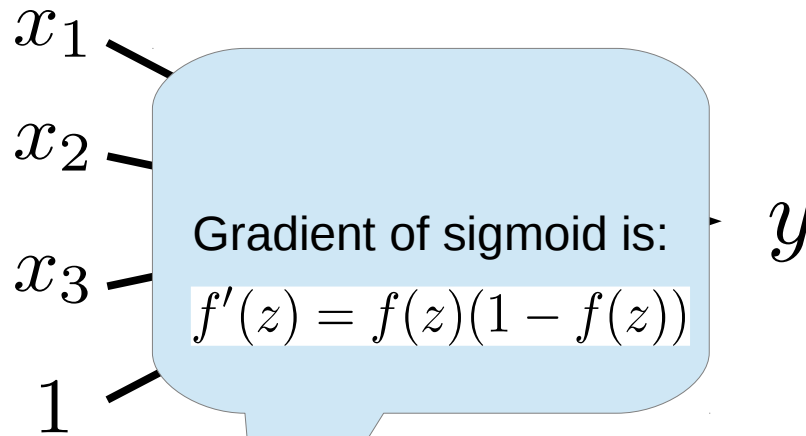 x₁
x₂
Gradient of sigmoid is:
y
x₃
f′(z) = f(z)(1 − f(z))
1